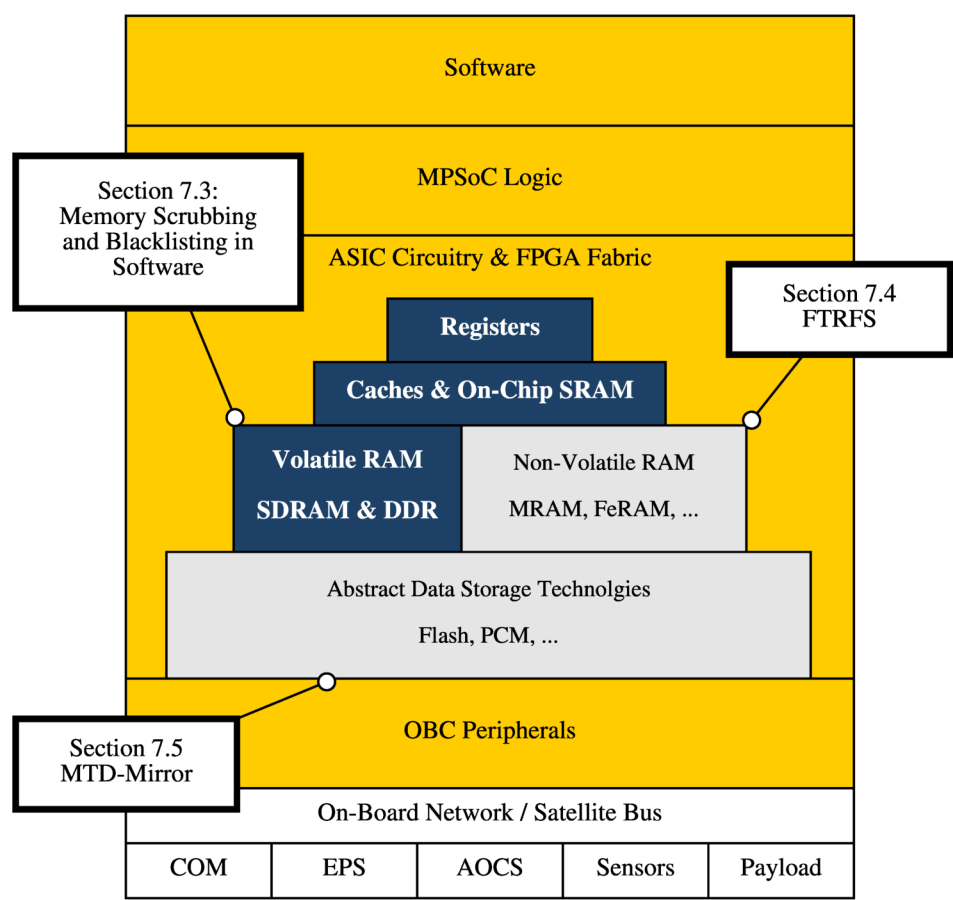 Software
MPSoC Logic
Section 7.3:
Memory Scrubbing
and Blacklisting in
Software
ASIC Circuitry & FPGA Fabric
Section 7.4
FTRFS
Registers
Caches & On-Chip SRAM
Volatile RAM
SDRAM & DDR
Non-Volatile RAM
MRAM, FeRAM, ...
Abstract Data Storage Technolgies
Flash, PCM, ...
OBC Peripherals
Section 7.5
MTD-Mirror
On-Board Network / Satellite Bus
COM
EPS
AOCS
Sensors
Payload